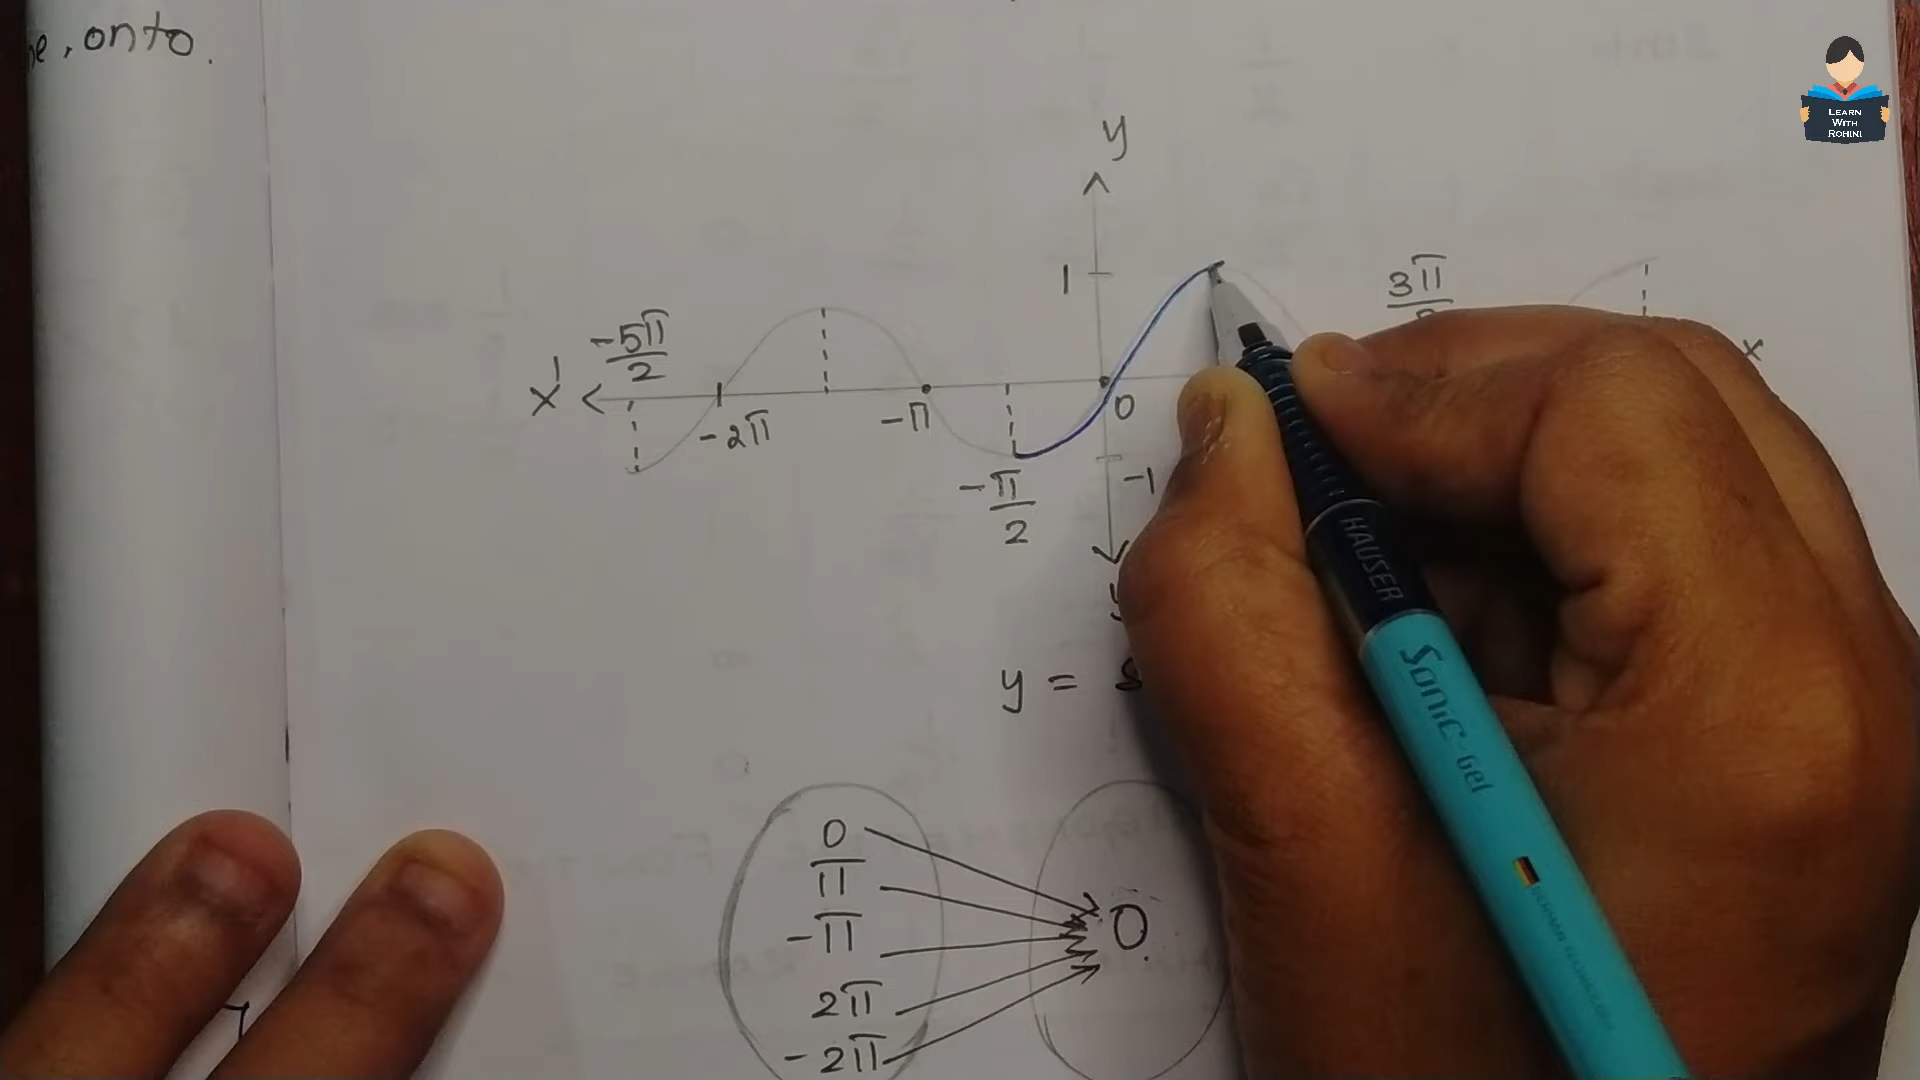 e, onto.
LEARN
WITH
ROHINI
y
1
3π
-5π
2
x
x'
0
-2π
-π
-1
-π
2
y =
HAUSER
Sonic-Gel
0
π
-π
0.
2π
-2π